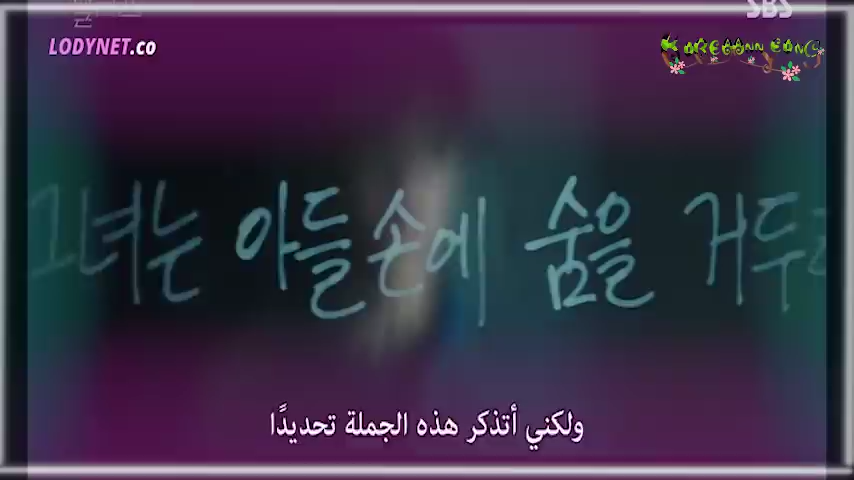 SBS
LODYNET.CO
그녀는 아들 손에 숨을 거두
ولكني أتذكر هذه الجملة تحديدًا